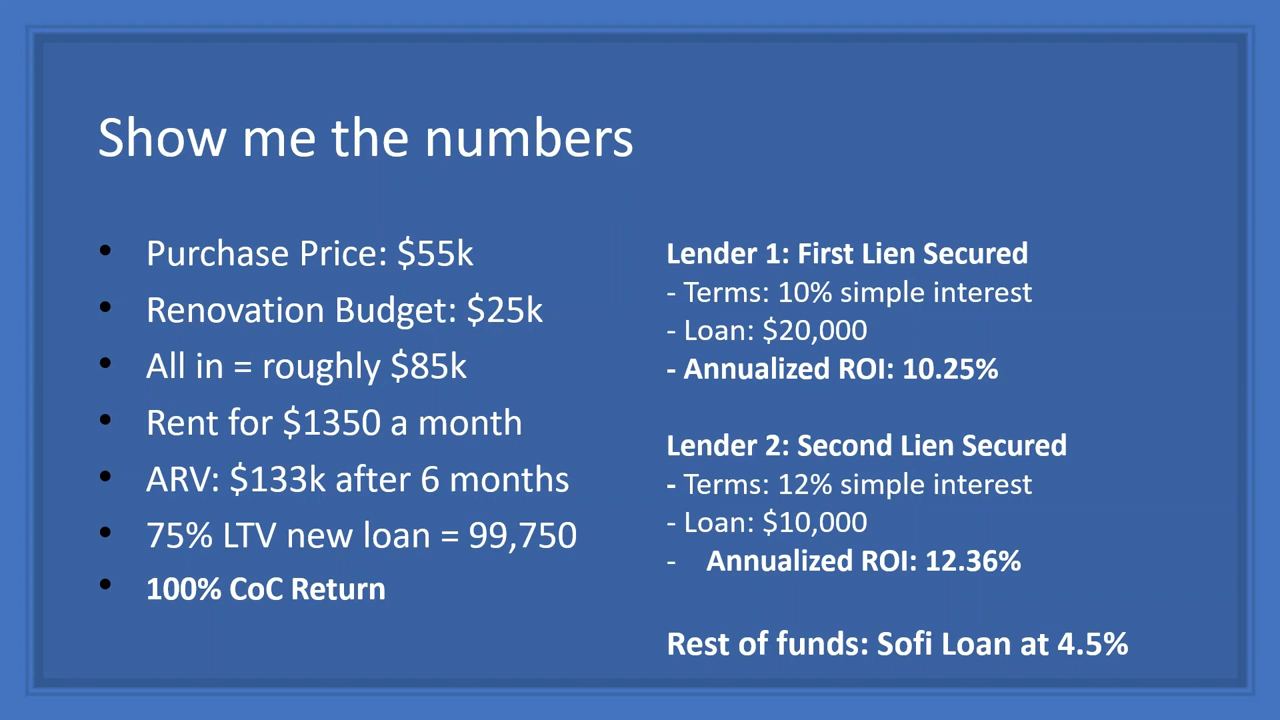 Show me the numbers
• Purchase Price: $55k
• Renovation Budget: $25k
• All in = roughly $85k
• Rent for $1350 a month
• ARV: $133k after 6 months
• 75% LTV new loan = 99,750
• 100% CoC Return
Lender 1: First Lien Secured
- Terms: 10% simple interest
- Loan: $20,000
- Annualized ROI: 10.25%
Lender 2: Second Lien Secured
- Terms: 12% simple interest
- Loan: $10,000
- Annualized ROI: 12.36%
Rest of funds: Sofi Loan at 4.5%